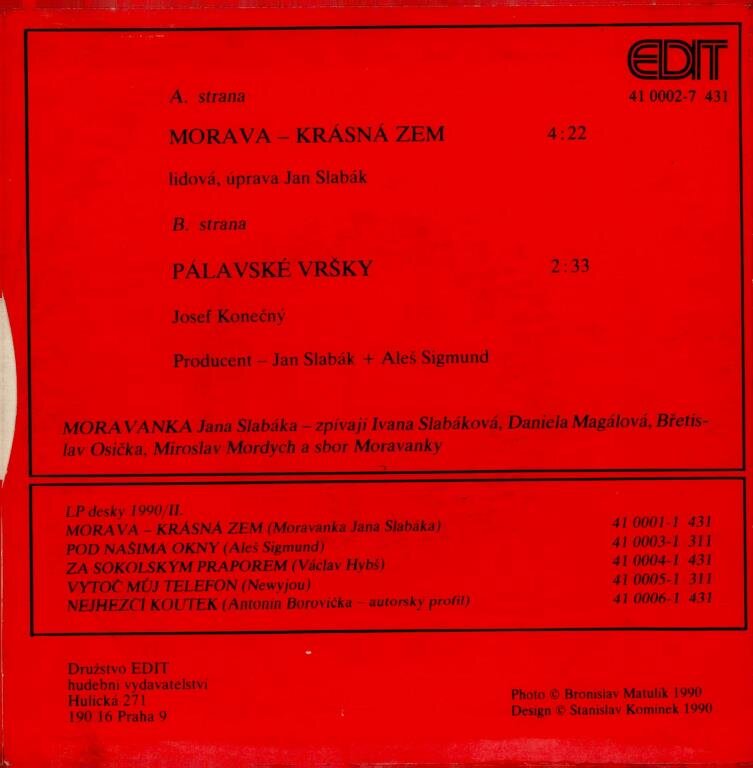 EDIT
41 0002-7 431
A. strana
MORAVA – KRÁSNÁ ZEM 4:22
lidová, úprava Jan Slabák
B. strana
PÁLAVSKÉ VRŠKY 2:33
Josef Konečný
Producent – Jan Slabák + Aleš Sigmund
MORAVANKA Jana Slabáka – zpívají Ivana Slabáková, Daniela Magálová, Břetis-
lav Osička, Miroslav Mordych a sbor Moravanky
LP desky 1990/II.
MORAVA – KRÁSNÁ ZEM (Moravanka Jana Slabáka) 41 0001-1 431
POD NAŠIMA OKNY (Aleš Sigmund) 41 0003-1 311
ZA SOKOLSKÝM PRAPOREM (Václav Hybš) 41 0004-1 431
VYTOČ MŮJ TELEFON (Newyjou) 41 0005-1 311
NEJHEZČÍ KOUTEK (Antonín Borovička – autorský profil) 41 0006-1 431
Družstvo EDIT
hudební vydavatelství
Hulická 271
190 16 Praha 9
Photo © Bronislav Matulík 1990
Design © Stanislav Komínek 1990